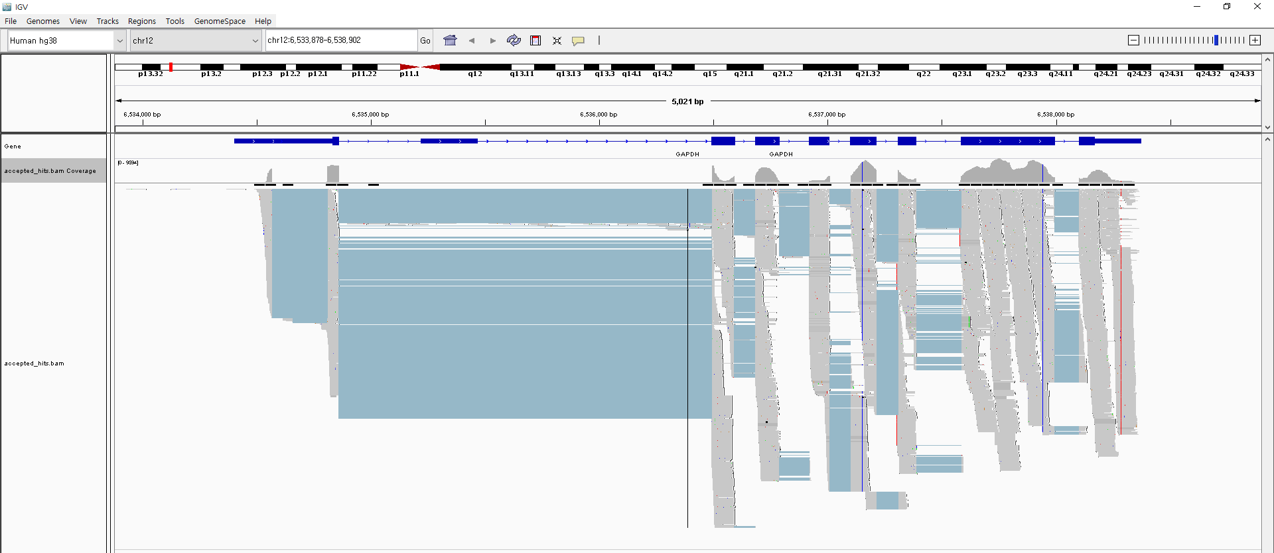 IGV
File Genomes View Tracks Regions Tools GenomeSpace Help
Human hg38 chr12 chr12:6,533,878-6,538,902 Go
p13.32 p13.2 p12.3 p12.2 p12.1 p11.22 p11.1 q12 q13.11 q13.13 q13.3 q14.1 q14.2 q15 q21.1 q21.2 q21.31 q21.32 q22 q23.1 q23.2 q23.3 q24.11 q24.21 q24.23 q24.31 q24.32 q24.33
5,021 bp
6,534,000 bp 6,535,000 bp 6,536,000 bp 6,537,000 bp 6,538,000 bp
Gene
GAPDH GAPDH
accepted_hits.bam Coverage
accepted_hits.bam